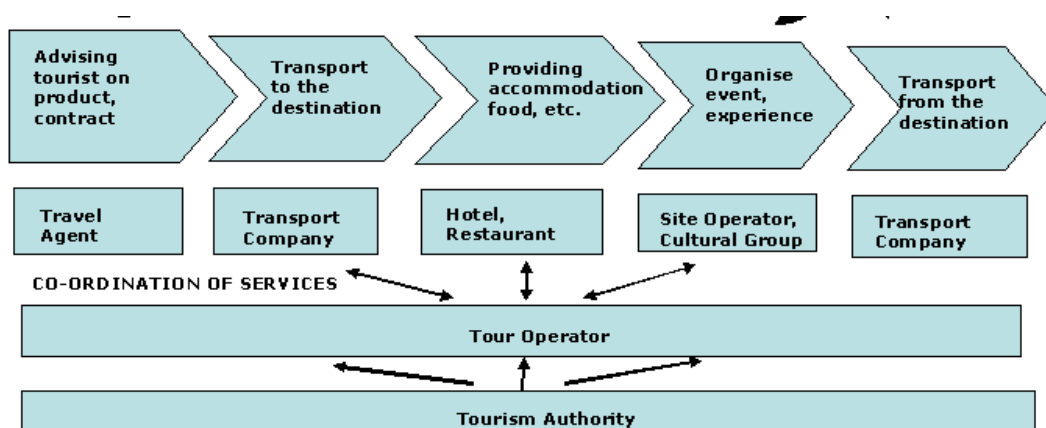 Advising
tourist on
product,
contract
Transport
to the
destination
Providing
accommodation
food, etc.
Organise
event,
experience
Transport
from the
destination
Travel
Agent
Transport
Company
Hotel,
Restaurant
Site Operator,
Cultural Group
Transport
Company
CO-ORDINATION OF SERVICES
Tour Operator
Tourism Authority